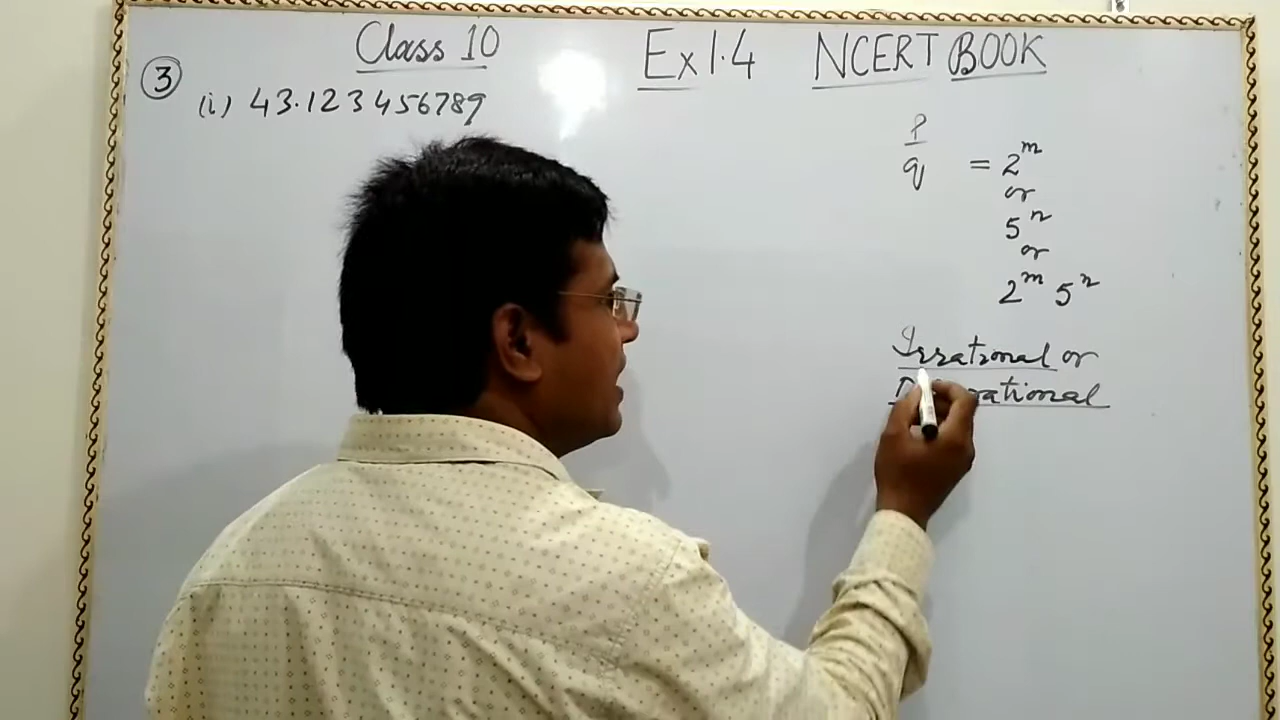 Class 10 Ex 1.4 NCERT BOOK
③ (i) 43.123456789
p
q = 2^m
or
5^n
or
2^m 5^n
Irrational or
rational